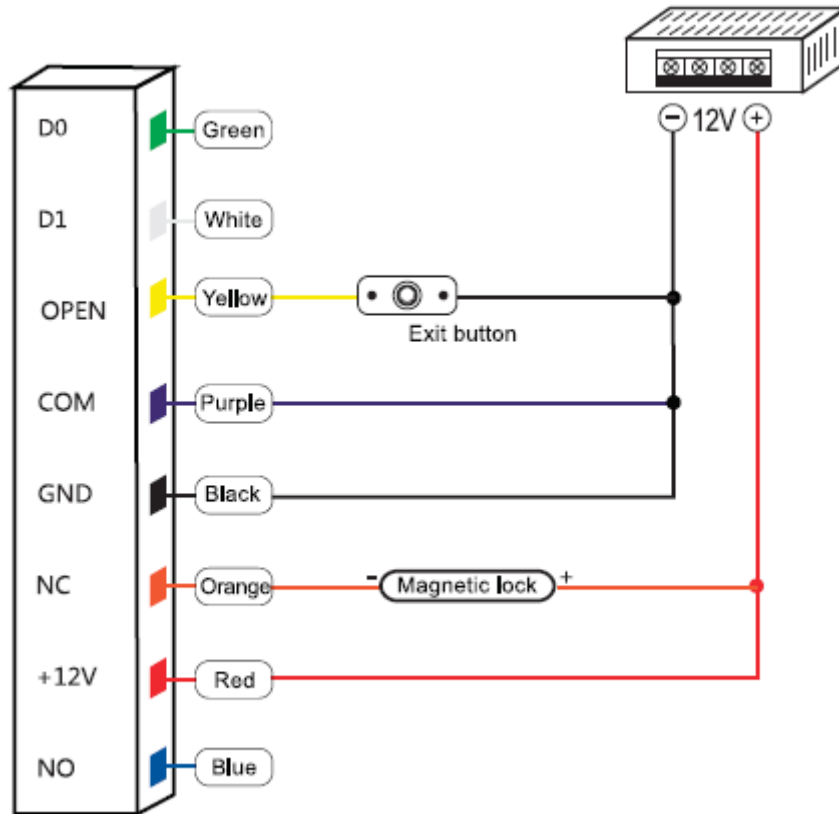 − 12V +
D0 Green
D1 White
OPEN Yellow
Exit button
COM Purple
GND Black
NC Orange - Magnetic lock +
+12V Red
NO Blue